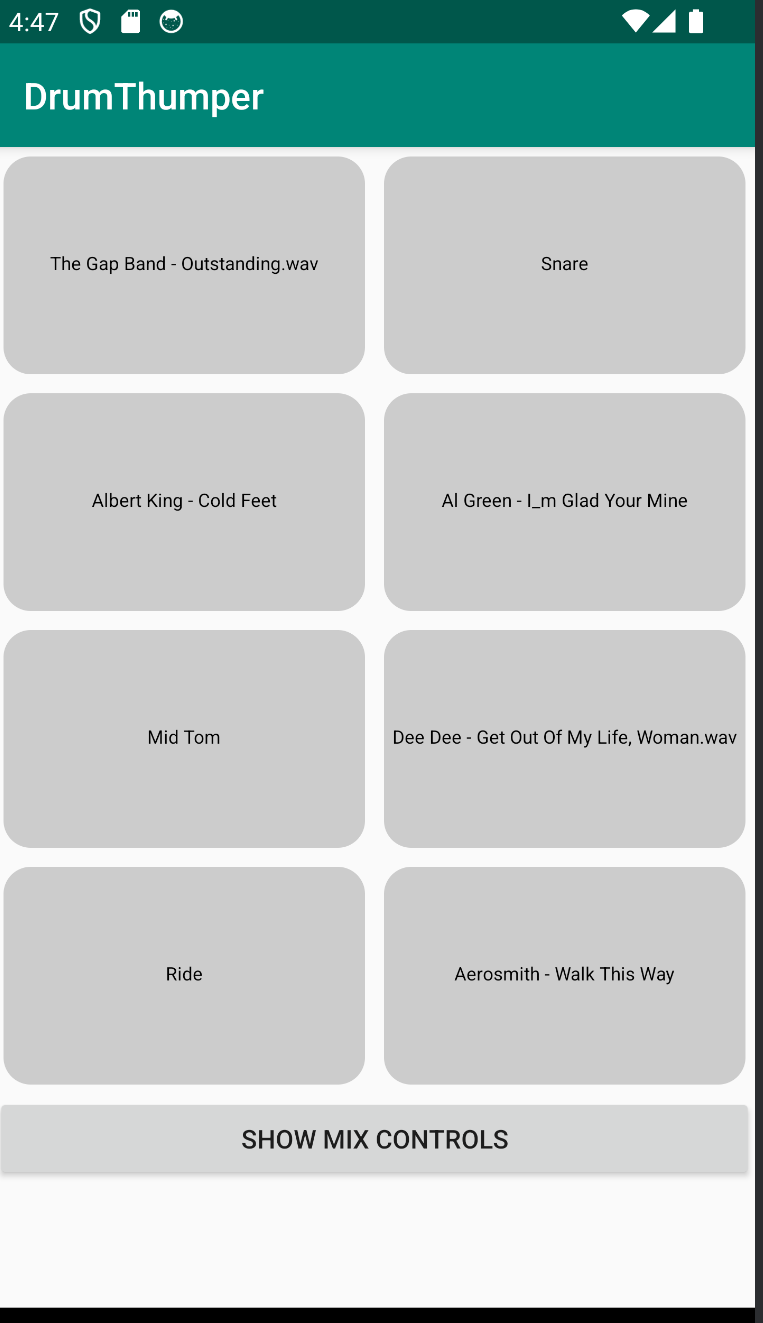 4:47
DrumThumper
The Gap Band - Outstanding.wav
Snare
Albert King - Cold Feet
Al Green - I_m Glad Your Mine
Mid Tom
Dee Dee - Get Out Of My Life, Woman.wav
Ride
Aerosmith - Walk This Way
SHOW MIX CONTROLS